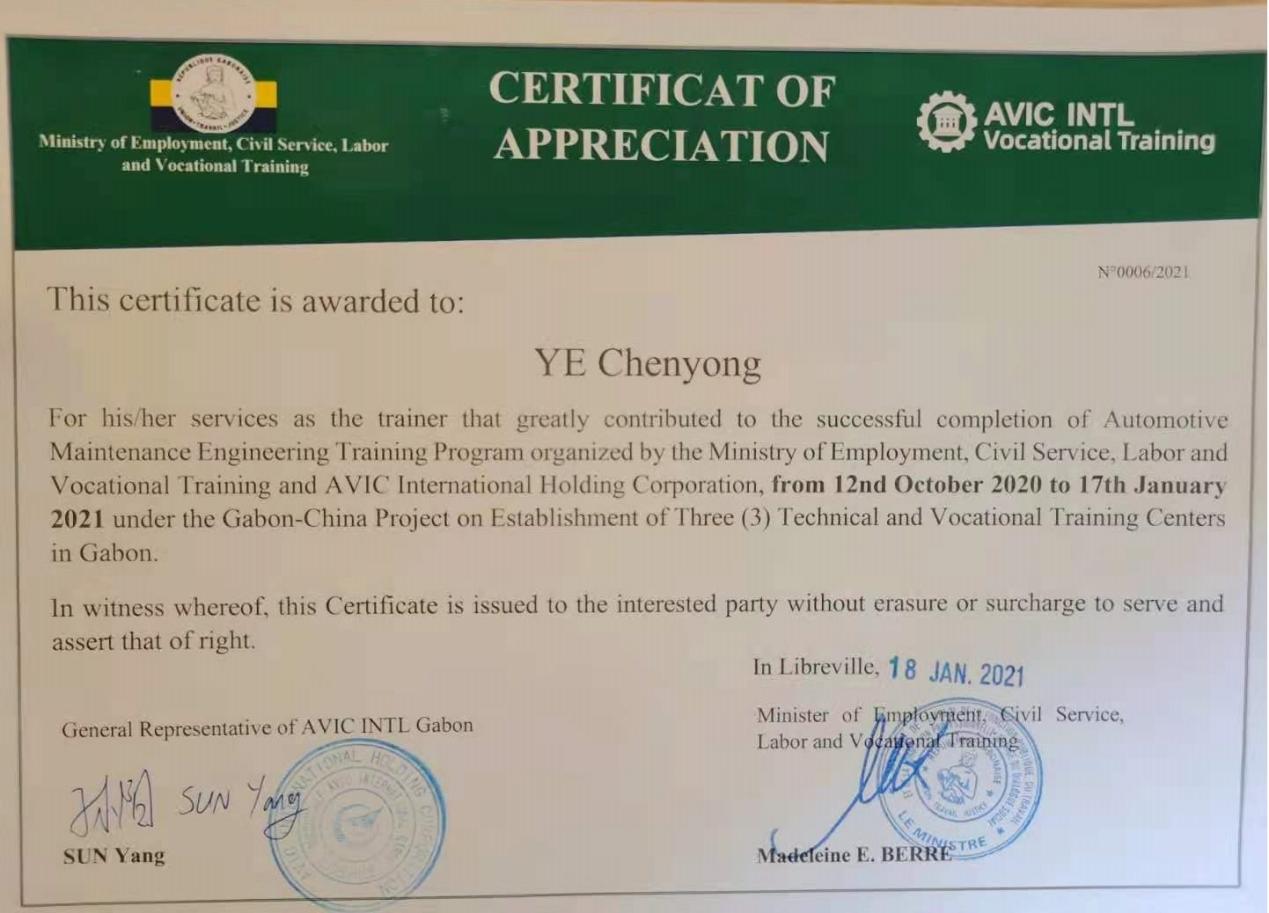 REPUBLIQUE GABONAISE
UNION-TRAVAIL-JUSTICE
Ministry of Employment, Civil Service, Labor
and Vocational Training
CERTIFICAT OF
APPRECIATION
AVIC INTL
Vocational Training
N°0006/2021
This certificate is awarded to:
YE Chenyong
For his/her services as the trainer that greatly contributed to the successful completion of Automotive
Maintenance Engineering Training Program organized by the Ministry of Employment, Civil Service, Labor and
Vocational Training and AVIC International Holding Corporation, from 12nd October 2020 to 17th January
2021 under the Gabon-China Project on Establishment of Three (3) Technical and Vocational Training Centers
in Gabon.
In witness whereof, this Certificate is issued to the interested party without erasure or surcharge to serve and
assert that of right.
In Libreville, 18 JAN. 2021
General Representative of AVIC INTL Gabon
Minister of Employment, Civil Service,
Labor and Vocational Training
SUN Yang
SUN Yang
LE MINISTRE
Madeleine E. BERRE